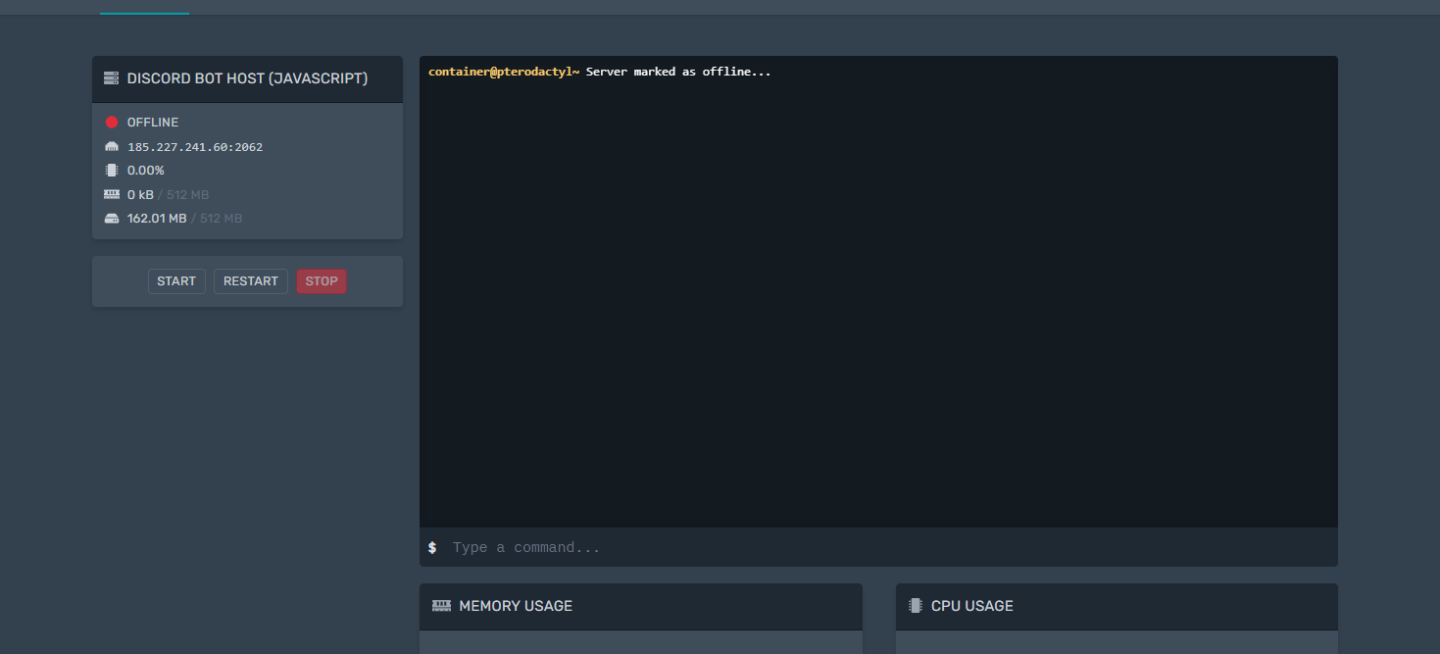 DISCORD BOT HOST (JAVASCRIPT)
OFFLINE
185.227.241.60:2062
0.00%
0 kB / 512 MB
162.01 MB / 512 MB
START RESTART STOP
container@pterodactyl~ Server marked as offline...
$ Type a command...
MEMORY USAGE
CPU USAGE